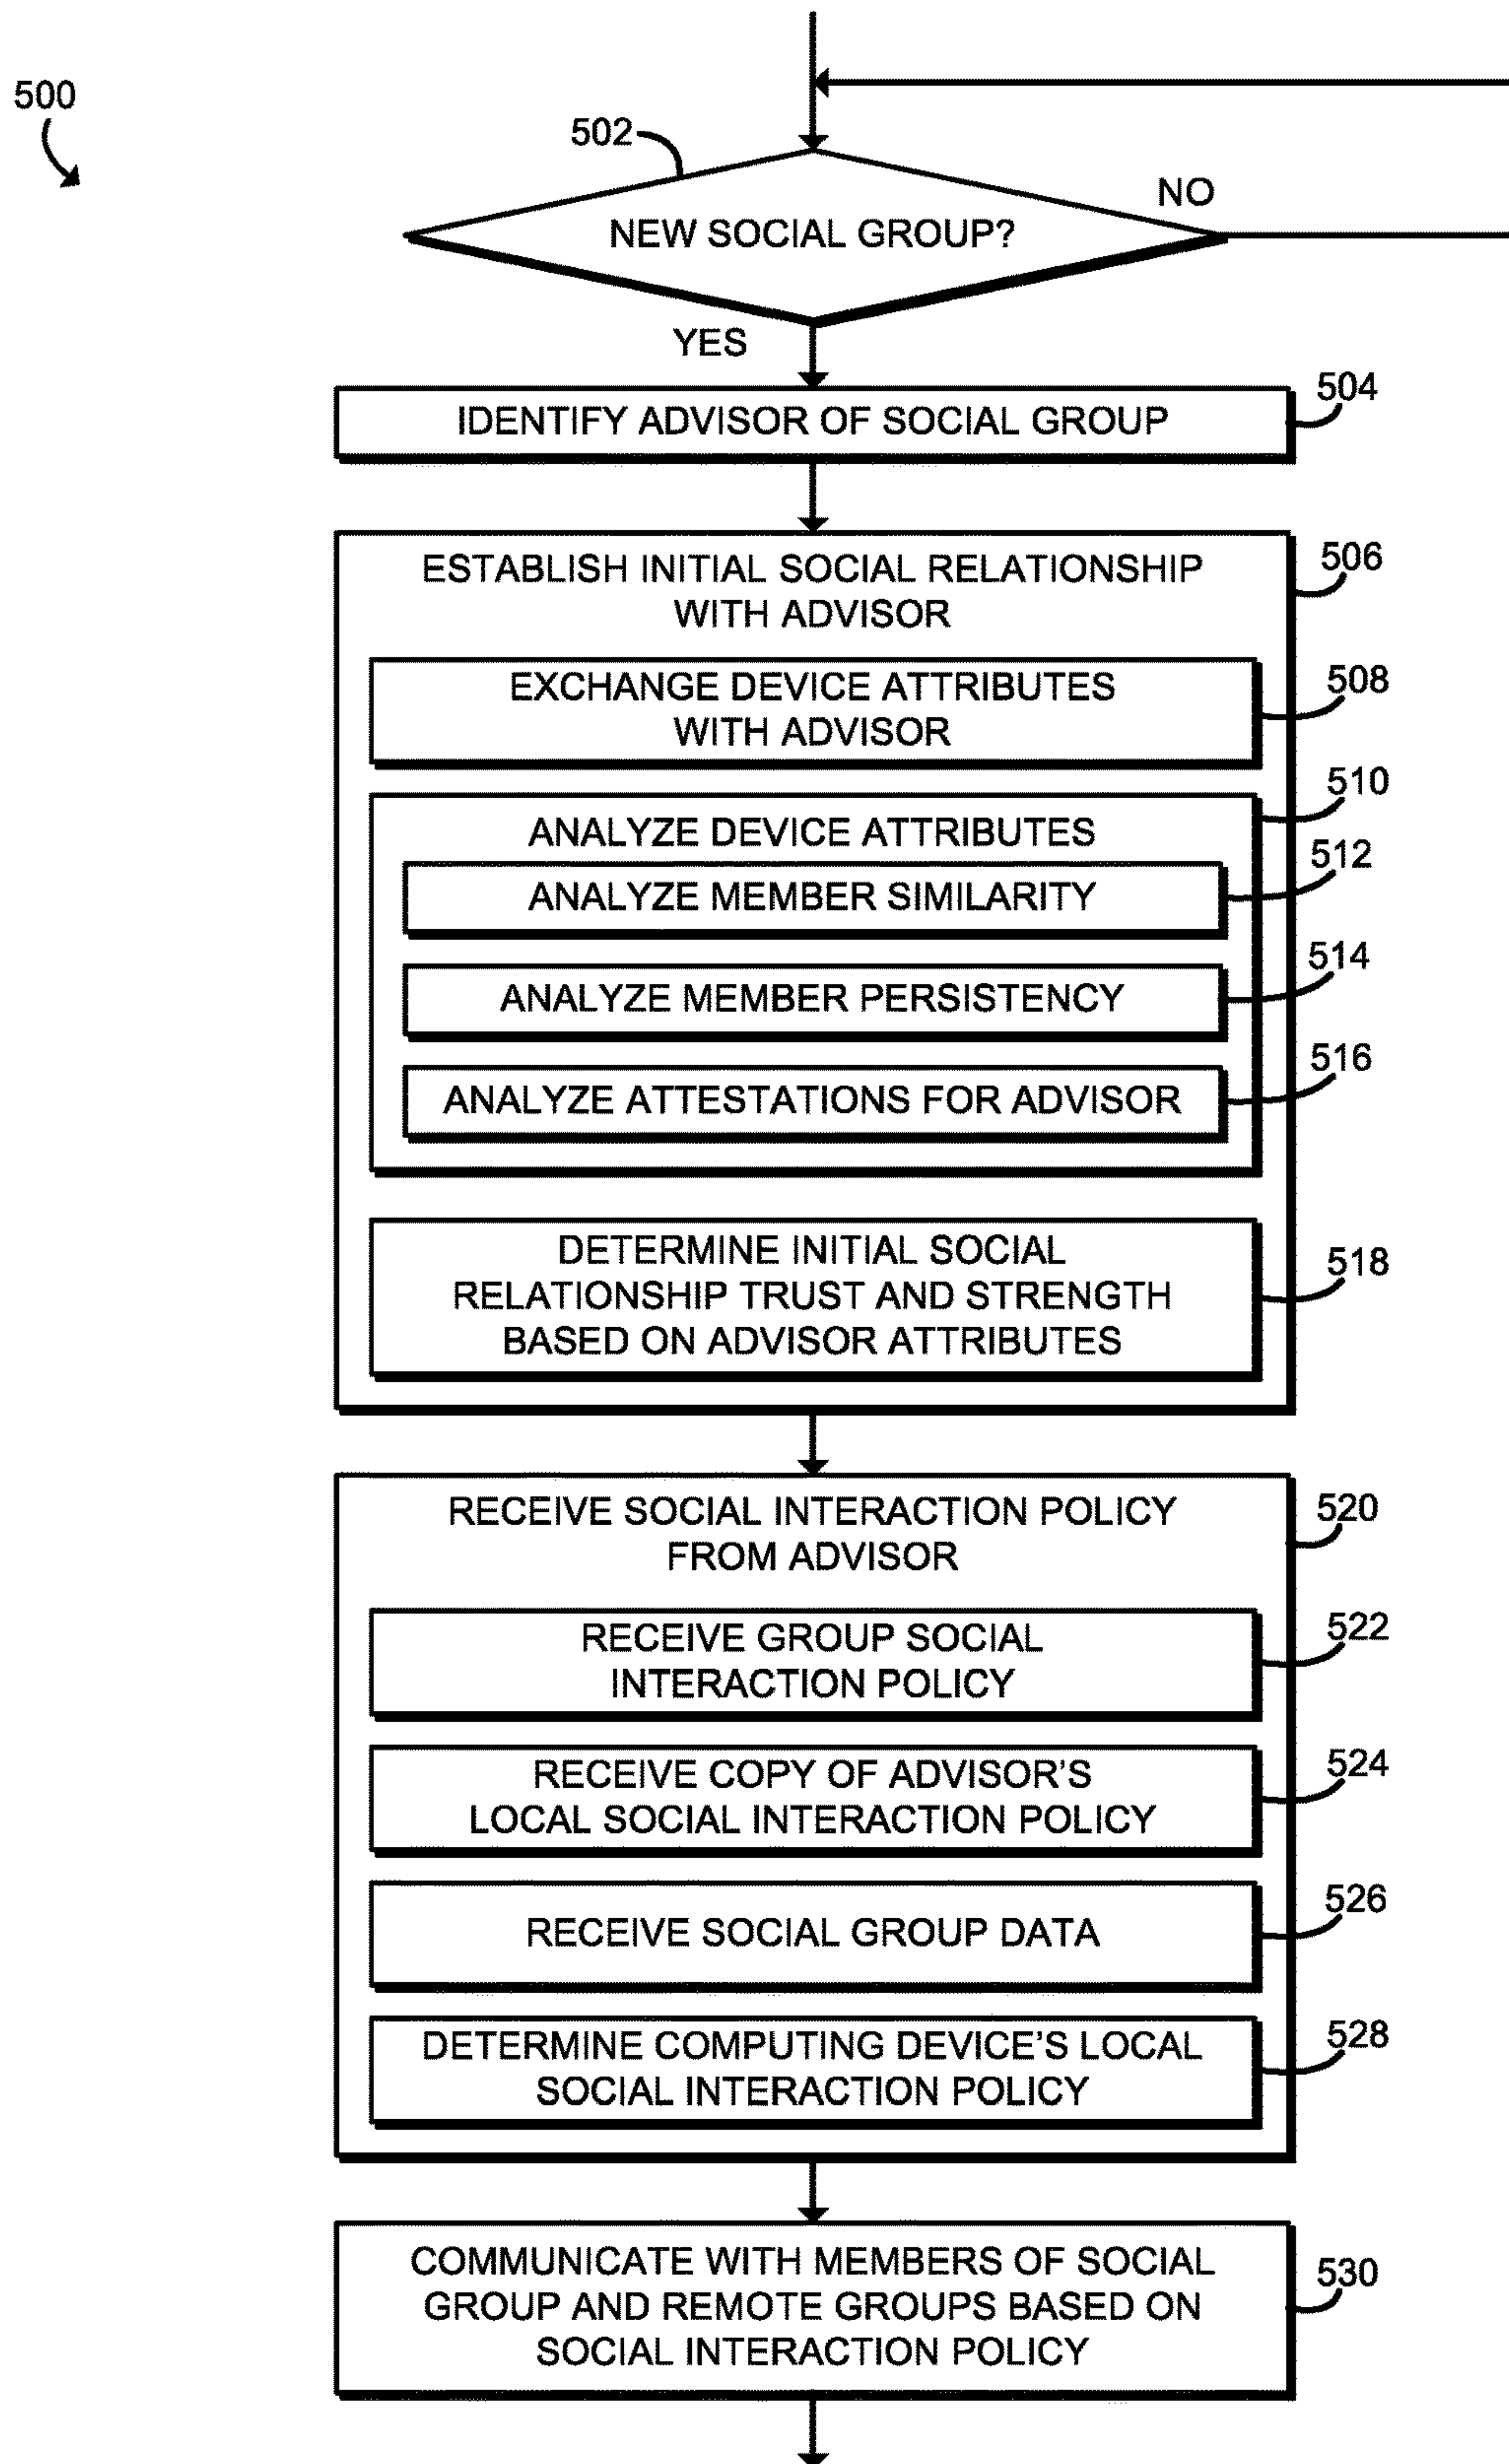 500
502
NO
NEW SOCIAL GROUP?
YES
504
IDENTIFY ADVISOR OF SOCIAL GROUP
506
ESTABLISH INITIAL SOCIAL RELATIONSHIP
WITH ADVISOR
508
EXCHANGE DEVICE ATTRIBUTES
WITH ADVISOR
510
ANALYZE DEVICE ATTRIBUTES
512
ANALYZE MEMBER SIMILARITY
514
ANALYZE MEMBER PERSISTENCY
516
ANALYZE ATTESTATIONS FOR ADVISOR
518
DETERMINE INITIAL SOCIAL
RELATIONSHIP TRUST AND STRENGTH
BASED ON ADVISOR ATTRIBUTES
520
RECEIVE SOCIAL INTERACTION POLICY
FROM ADVISOR
522
RECEIVE GROUP SOCIAL
INTERACTION POLICY
524
RECEIVE COPY OF ADVISOR'S
LOCAL SOCIAL INTERACTION POLICY
526
RECEIVE SOCIAL GROUP DATA
528
DETERMINE COMPUTING DEVICE'S LOCAL
SOCIAL INTERACTION POLICY
530
COMMUNICATE WITH MEMBERS OF SOCIAL
GROUP AND REMOTE GROUPS BASED ON
SOCIAL INTERACTION POLICY